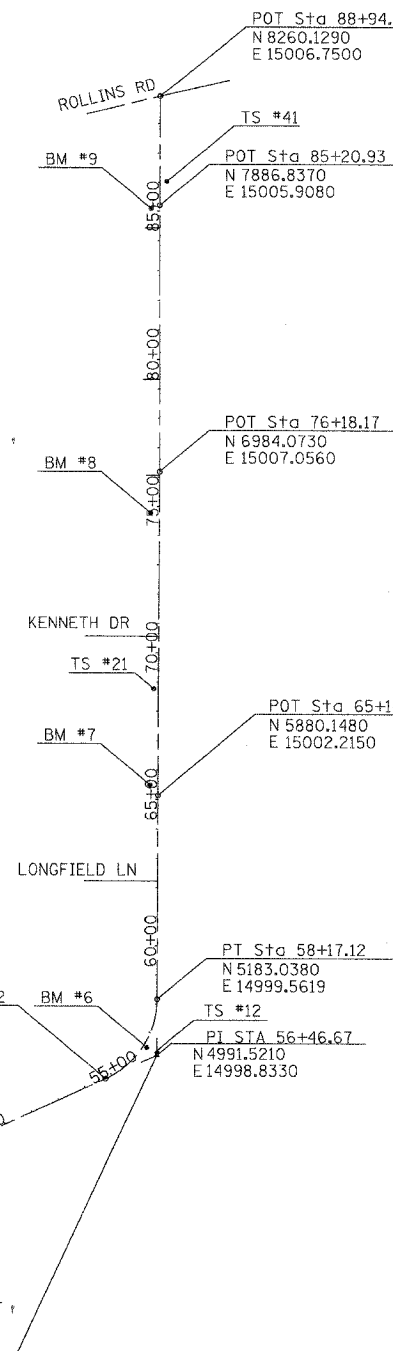 POT Sta 88+94.
N 8260.1290
E 15006.7500
ROLLINS RD
TS #41
BM #9
POT Sta 85+20.93
N 7886.8370
E 15005.9080
85+00
80+00
POT Sta 76+18.17
N 6984.0730
E 15007.0560
BM #8
75+00
KENNETH DR
70+00
TS #21
POT Sta 65+1
N 5880.1480
E 15002.2150
BM #7
65+00
LONGFIELD LN
60+00
PT Sta 58+17.12
N 5183.0380
E 14999.5619
2
BM #6
TS #12
PI STA 56+46.67
N 4991.5210
E 14998.8330
55+00